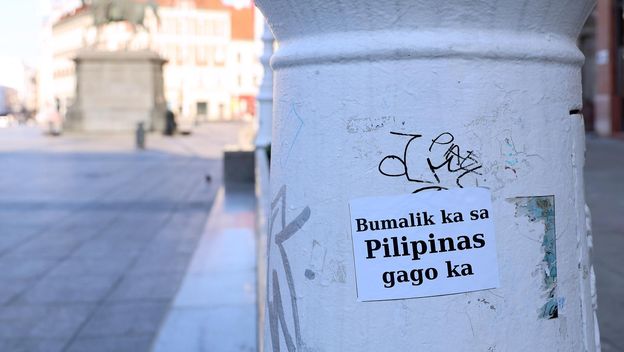 Bumalik ka sa
Pilipinas
gago ka